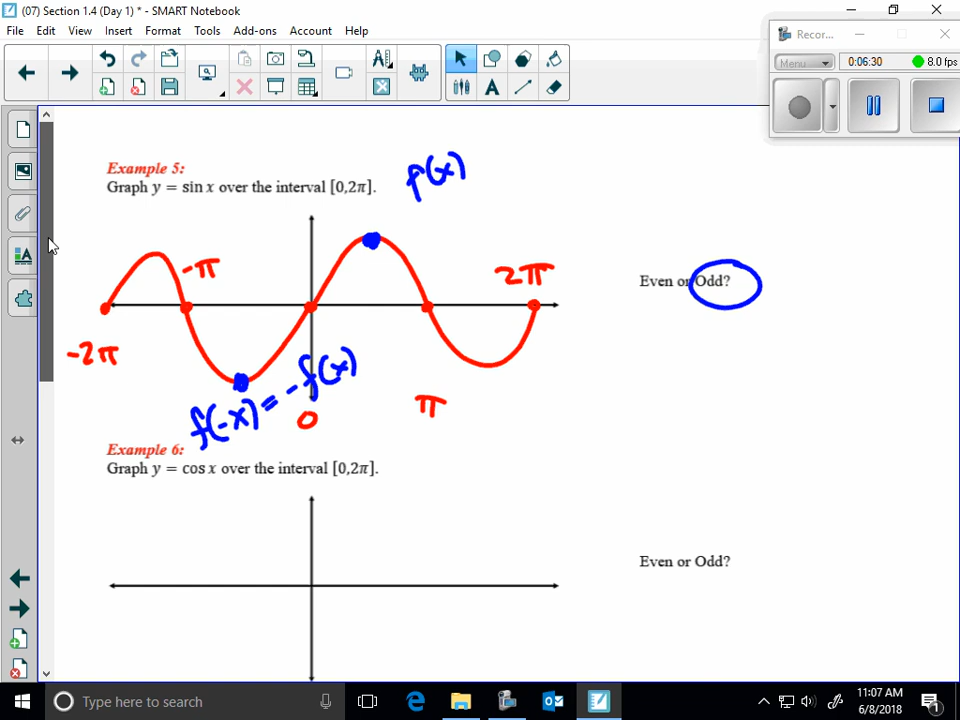 (07) Section 1.4 (Day 1) * - SMART Notebook
File Edit View Insert Format Tools Add-ons Account Help
Recor...
Menu
0:06:30
8.0 fps
Example 5:
Graph y = sin x over the interval [0,2π].
f(x)
-π
2π
Even or Odd?
-2π
f(-x) = -f(x)
0
π
Example 6:
Graph y = cos x over the interval [0,2π].
Even or Odd?
Type here to search
11:07 AM
6/8/2018
1